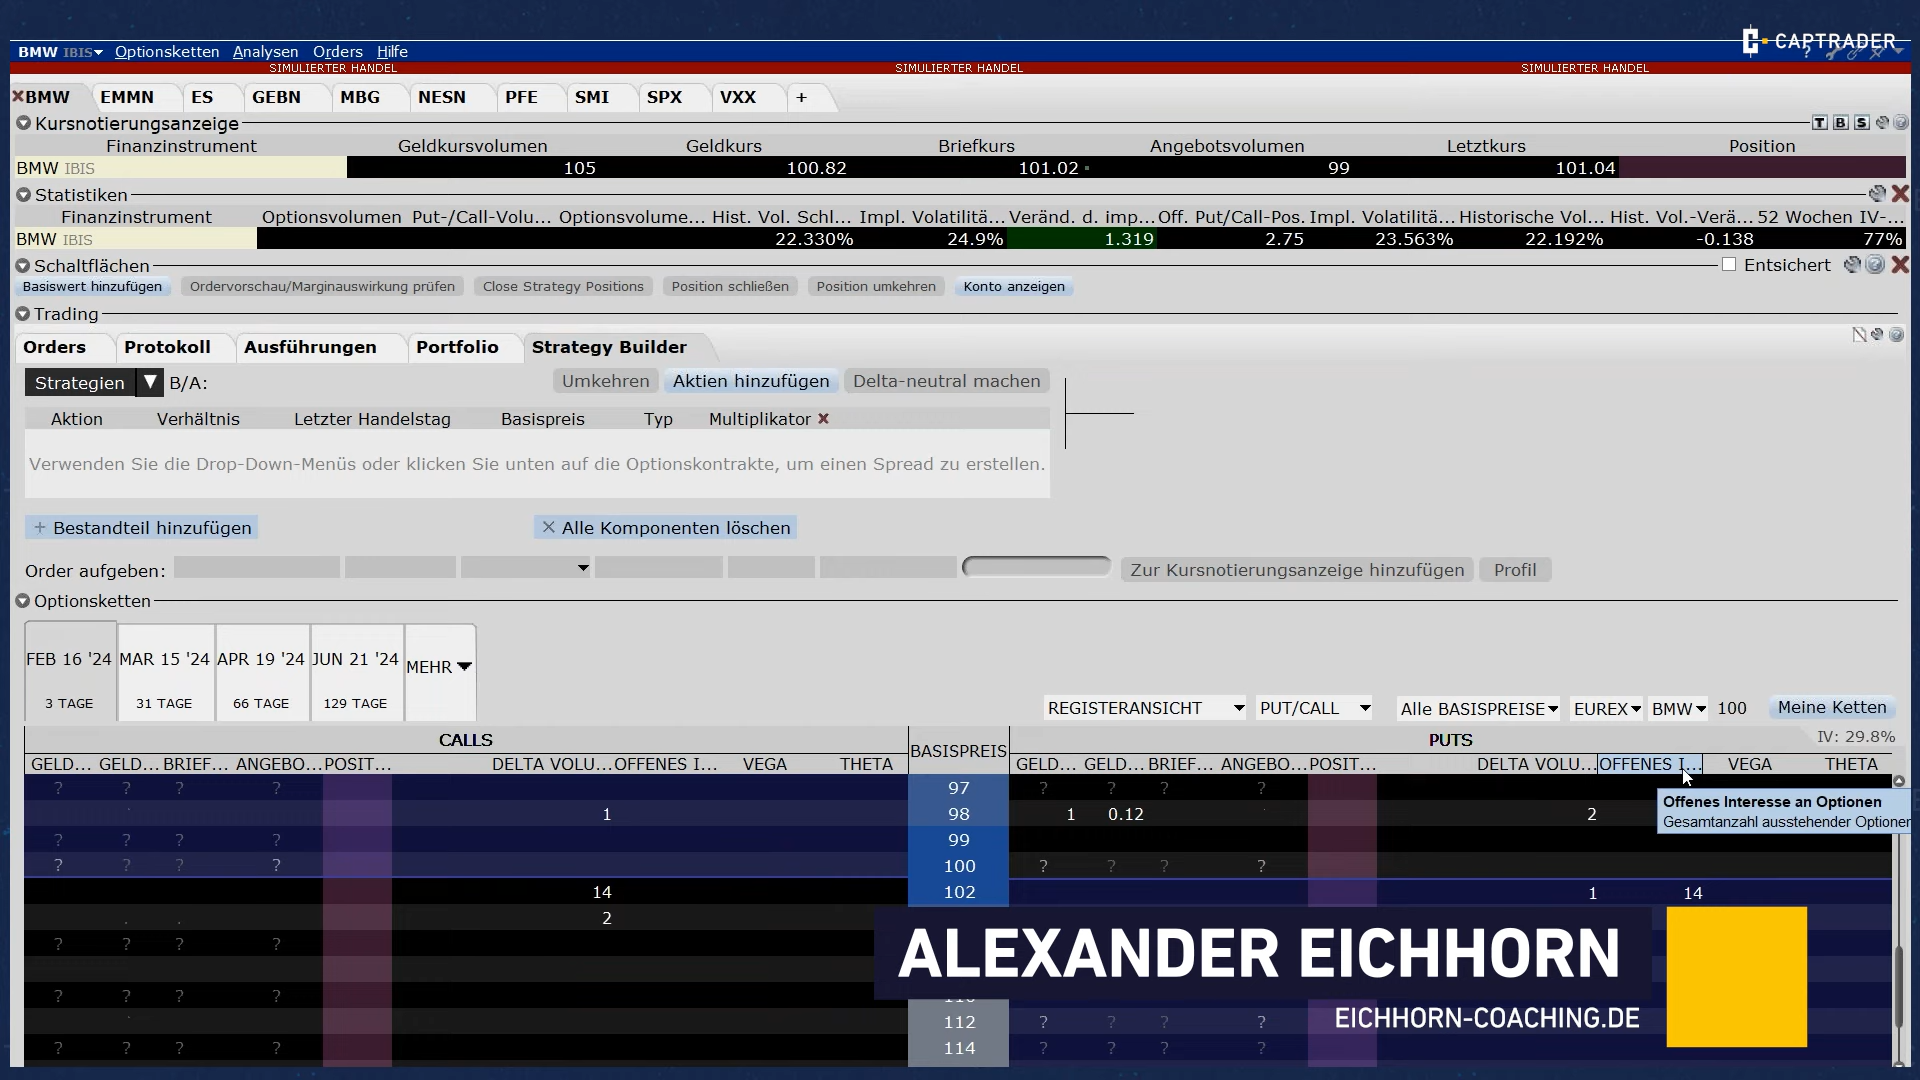 CAPTRADER
BMW IBIS Optionsketten Analysen Orders Hilfe
SIMULIERTER HANDEL SIMULIERTER HANDEL SIMULIERTER HANDEL
BMW EMMN ES GEBN MBG NESN PFE SMI SPX VXX +
Kursnotierungsanzeige T B S
Finanzinstrument Geldkursvolumen Geldkurs Briefkurs Angebotsvolumen Letztkurs Position
BMW IBIS 105 100.82 101.02 99 101.04
Statistiken
Finanzinstrument Optionsvolumen Put-/Call-Volu... Optionsvolume... Hist. Vol. Schl... Impl. Volatilitä... Veränd. d. imp... Off. Put/Call-Pos. Impl. Volatilitä... Historische Vol... Hist. Vol.-Verä... 52 Wochen IV-...
BMW IBIS 22.330% 24.9% 1.319 2.75 23.563% 22.192% -0.138 77%
Schaltflächen Entsichert
Basiswert hinzufügen Ordervorschau/Marginauswirkung prüfen Close Strategy Positions Position schließen Position umkehren Konto anzeigen
Trading
Orders Protokoll Ausführungen Portfolio Strategy Builder
Strategien B/A: Umkehren Aktien hinzufügen Delta-neutral machen
Aktion Verhältnis Letzter Handelstag Basispreis Typ Multiplikator
Verwenden Sie die Drop-Down-Menüs oder klicken Sie unten auf die Optionskontrakte, um einen Spread zu erstellen.
+ Bestandteil hinzufügen × Alle Komponenten löschen
Order aufgeben: Zur Kursnotierungsanzeige hinzufügen Profil
Optionsketten
FEB 16 '24 MAR 15 '24 APR 19 '24 JUN 21 '24 MEHR
3 TAGE 31 TAGE 66 TAGE 129 TAGE
REGISTERANSICHT PUT/CALL Alle BASISPREISE EUREX BMW 100 Meine Ketten
CALLS BASISPREIS PUTS IV: 29.8%
GELD... GELD... BRIEF... ANGEBO... POSIT... DELTA VOLU... OFFENES I... VEGA THETA GELD... GELD... BRIEF... ANGEBO... POSIT... DELTA VOLU... OFFENES I... VEGA THETA
? ? ? ? 97 ? ? ? ?
1 98 1 0.12 2
Offenes Interesse an Optionen
Gesamtanzahl ausstehender Optionen
? ? ? ? 99
? ? ? ? 100 ? ? ? ?
14 102 1 14
2
? ? ? ?
? ? ? ?
112 ? ? ? ?
? ? ? ? 114 ? ? ? ?
ALEXANDER EICHHORN
EICHHORN-COACHING.DE